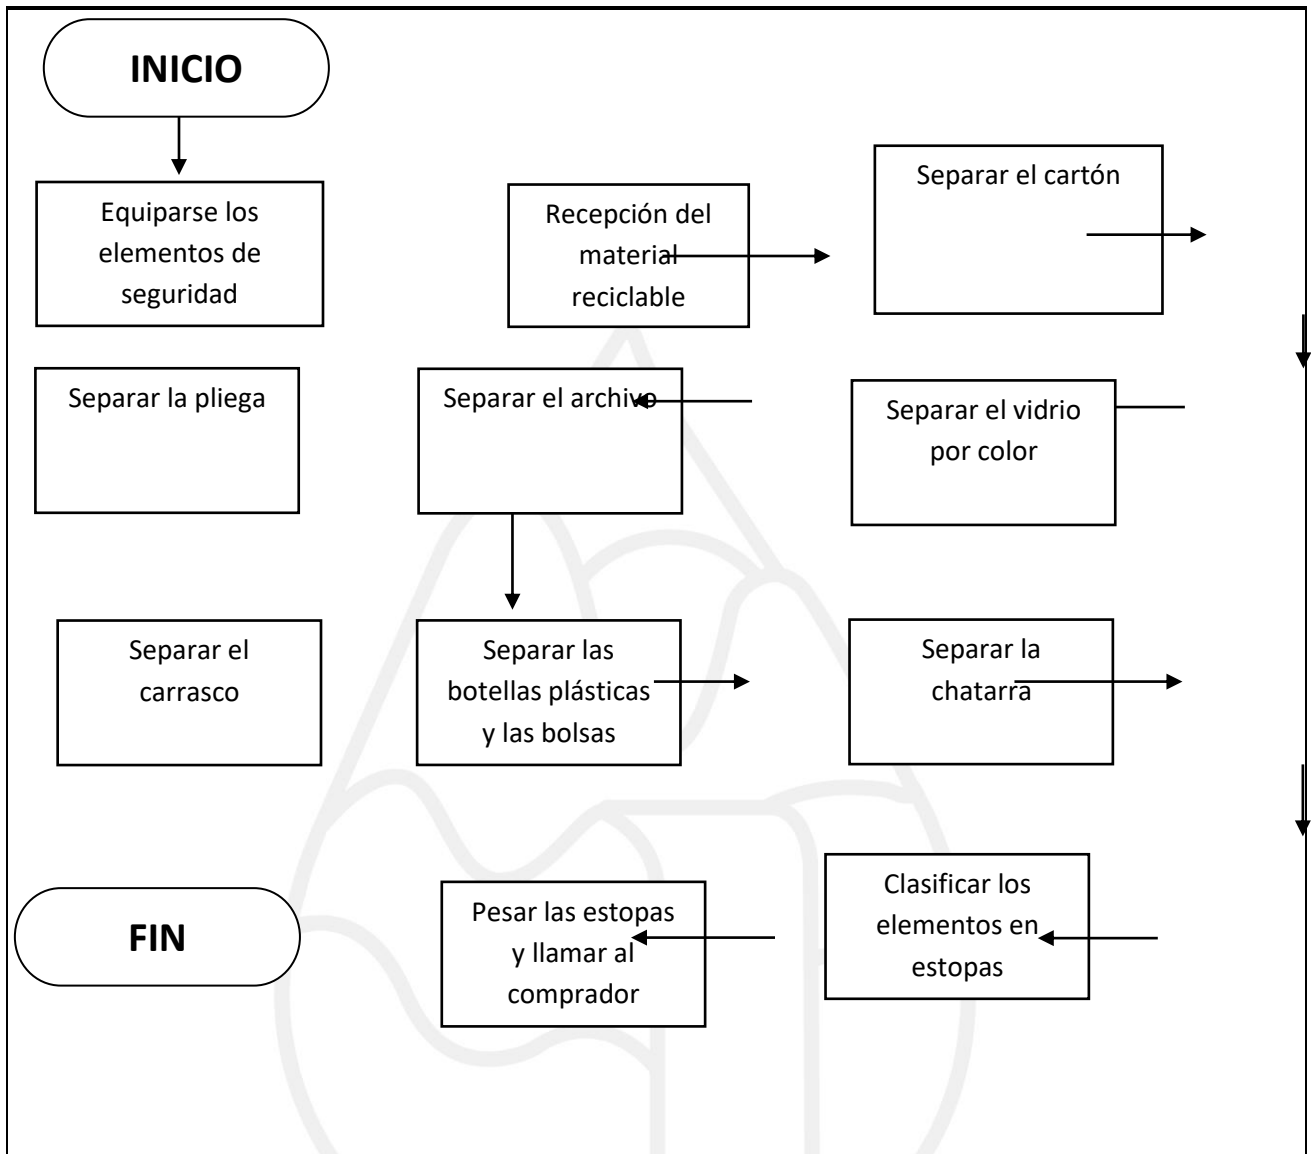 INICIO
Equiparse los
elementos de
seguridad
Recepción del
material
reciclable
Separar el cartón
Separar la pliega
Separar el archivo
Separar el vidrio
por color
Separar el
carrasco
Separar las
botellas plásticas
y las bolsas
Separar la
chatarra
FIN
Pesar las estopas
y llamar al
comprador
Clasificar los
elementos en
estopas